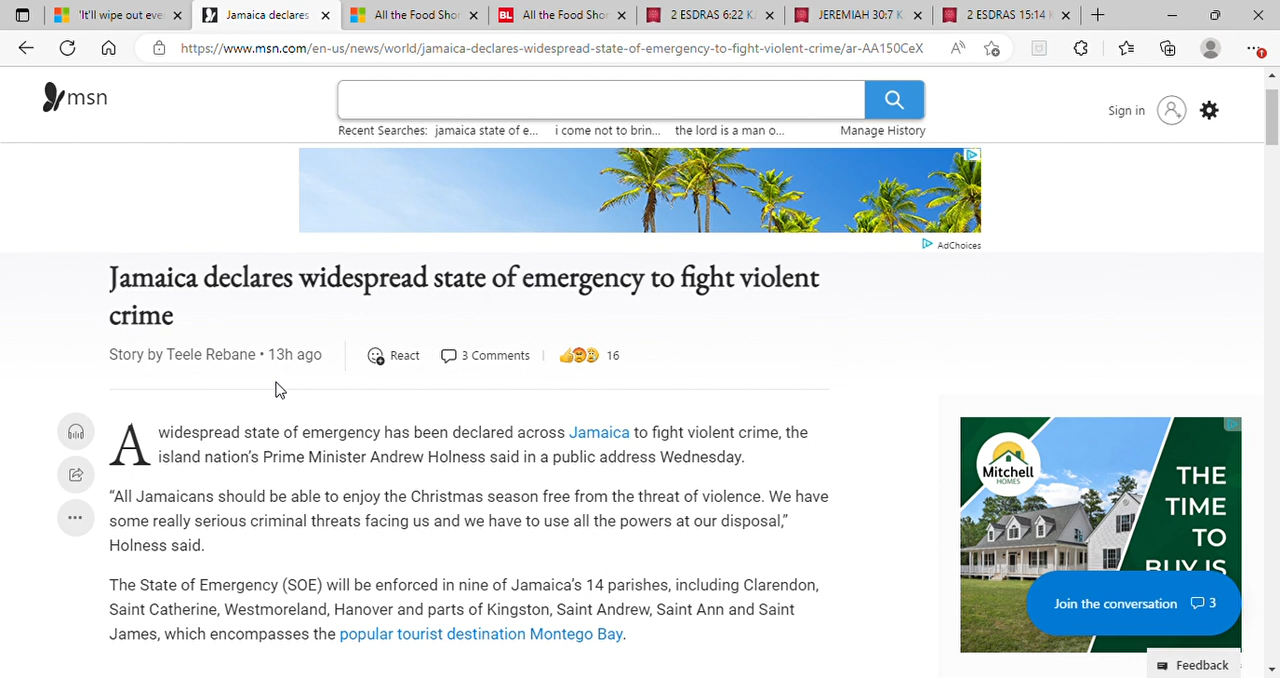 'It'll wipe out eve
Jamaica declares
All the Food Shor
All the Food Shor
2 ESDRAS 6:22 K
JEREMIAH 30:7 K
2 ESDRAS 15:14 K
https://www.msn.com/en-us/news/world/jamaica-declares-widespread-state-of-emergency-to-fight-violent-crime/ar-AA150CeX
msn
Sign in
Recent Searches: jamaica state of e... i come not to brin... the lord is a man o... Manage History
AdChoices
Jamaica declares widespread state of emergency to fight violent
crime
Story by Teele Rebane • 13h ago
React
3 Comments
16
A widespread state of emergency has been declared across Jamaica to fight violent crime, the
island nation's Prime Minister Andrew Holness said in a public address Wednesday.
“All Jamaicans should be able to enjoy the Christmas season free from the threat of violence. We have
some really serious criminal threats facing us and we have to use all the powers at our disposal,”
Holness said.
The State of Emergency (SOE) will be enforced in nine of Jamaica's 14 parishes, including Clarendon,
Saint Catherine, Westmoreland, Hanover and parts of Kingston, Saint Andrew, Saint Ann and Saint
James, which encompasses the popular tourist destination Montego Bay.
Mitchell
HOMES
THE
TIME
TO
BUY IS
Join the conversation 3
Feedback